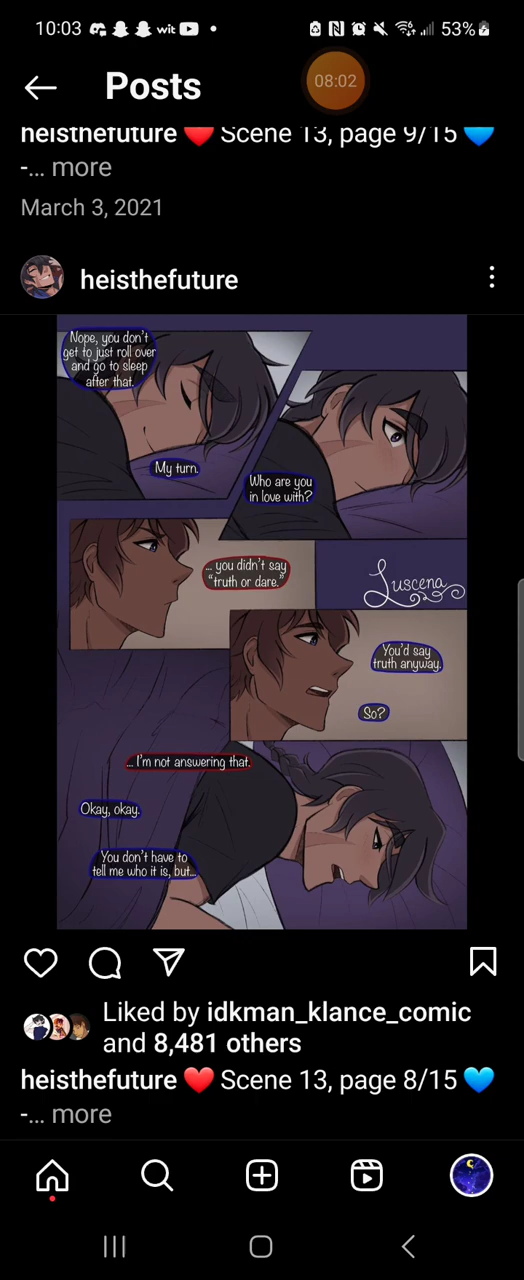 10:03
wit
53%
Posts
08:02
heisthefuture ❤️ Scene 13, page 9/15 💙
-... more
March 3, 2021
heisthefuture
Nope, you don't
get to just roll over
and go to sleep
after that.
My turn.
Who are you
in love with?
... you didn't say
"truth or dare."
Luscena
You'd say
truth anyway.
So?
... I'm not answering that.
Okay, okay.
You don't have to
tell me who it is, but...
Liked by idkman_klance_comic
and 8,481 others
heisthefuture ❤️ Scene 13, page 8/15 💙
-... more